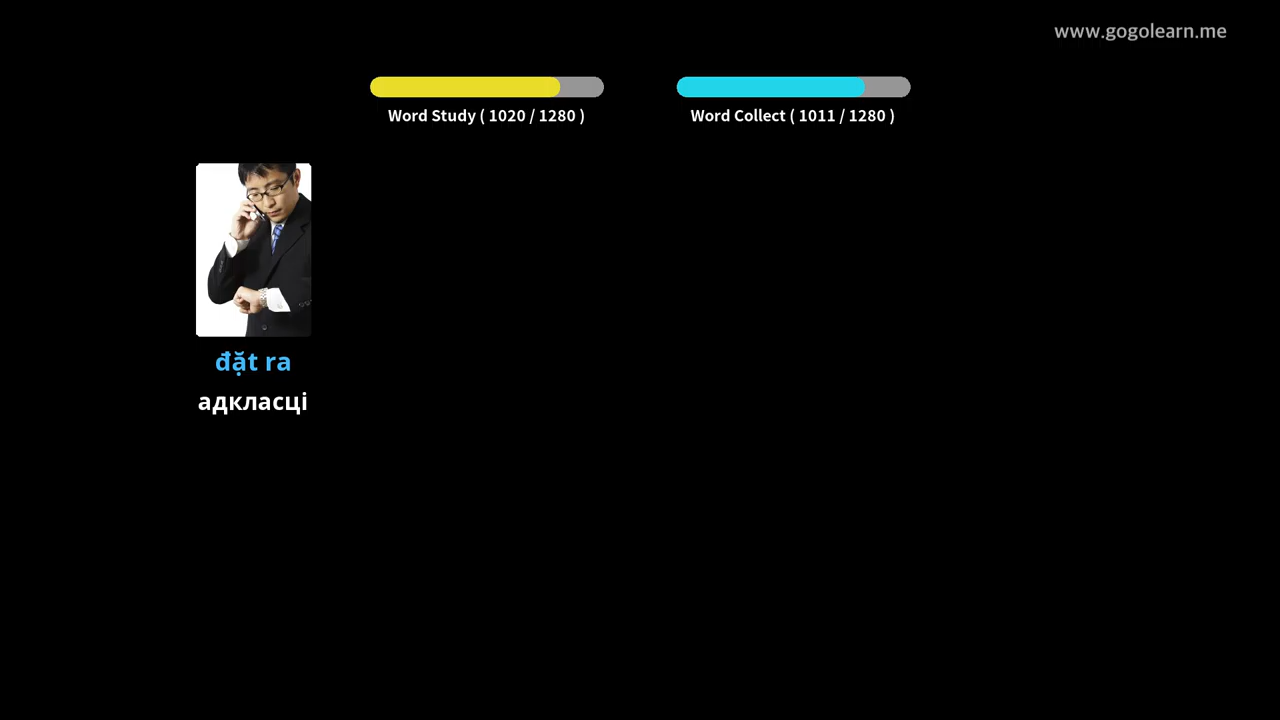 www.gogolearn.me
Word Study ( 1020 / 1280 )
Word Collect ( 1011 / 1280 )
đặt ra
адкласці